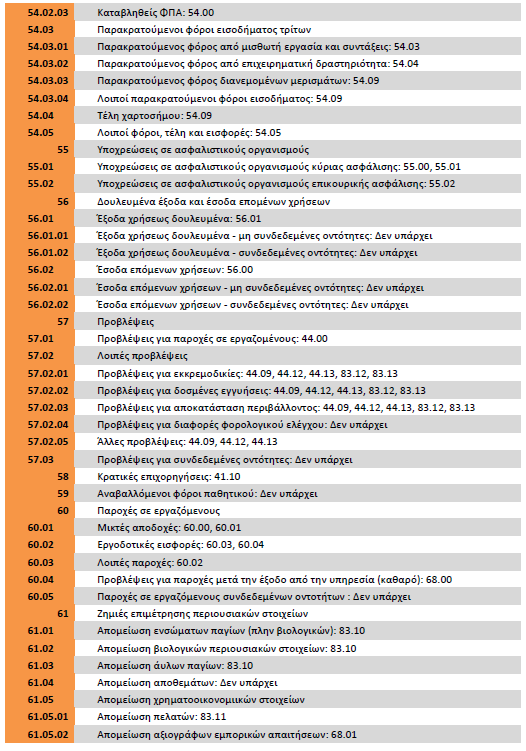 54.02.03 Καταβληθείς ΦΠΑ: 54.00
54.03 Παρακρατούμενοι φόροι εισοδήματος τρίτων
54.03.01 Παρακρατούμενος φόρος από μισθωτή εργασία και συντάξεις: 54.03
54.03.02 Παρακρατούμενος φόρος από επιχειρηματική δραστηριότητα: 54.04
54.03.03 Παρακρατούμενος φόρος διανεμομένων μερισμάτων: 54.09
54.03.04 Λοιποί παρακρατούμενοι φόροι εισοδήματος: 54.09
54.04 Τέλη χαρτοσήμου: 54.09
54.05 Λοιποί φόροι, τέλη και εισφορές: 54.05
55 Υποχρεώσεις σε ασφαλιστικούς οργανισμούς
55.01 Υποχρεώσεις σε ασφαλιστικούς οργανισμούς κύριας ασφάλισης: 55.00, 55.01
55.02 Υποχρεώσεις σε ασφαλιστικούς οργανισμούς επικουρικής ασφάλισης: 55.02
56 Δουλευμένα έξοδα και έσοδα επομένων χρήσεων
56.01 Έξοδα χρήσεως δουλευμένα: 56.01
56.01.01 Έξοδα χρήσεως δουλευμένα - μη συνδεδεμένες οντότητες: Δεν υπάρχει
56.01.02 Έξοδα χρήσεως δουλευμένα - συνδεδεμένες οντότητες: Δεν υπάρχει
56.02 Έσοδα επόμενων χρήσεων: 56.00
56.02.01 Έσοδα επόμενων χρήσεων - μη συνδεδεμένες οντότητες: Δεν υπάρχει
56.02.02 Έσοδα επόμενων χρήσεων - συνδεδεμένες οντότητες: Δεν υπάρχει
57 Προβλέψεις
57.01 Προβλέψεις για παροχές σε εργαζομένους: 44.00
57.02 Λοιπές προβλέψεις
57.02.01 Προβλέψεις για εκκρεμοδικίες: 44.09, 44.12, 44.13, 83.12, 83.13
57.02.02 Προβλέψεις για δοσμένες εγγυήσεις: 44.09, 44.12, 44.13, 83.12, 83.13
57.02.03 Προβλέψεις για αποκατάσταση περιβάλλοντος: 44.09, 44.12, 44.13, 83.12, 83.13
57.02.04 Προβλέψεις για διαφορές φορολογικού ελέγχου: Δεν υπάρχει
57.02.05 Άλλες προβλέψεις: 44.09, 44.12, 44.13
57.03 Προβλέψεις για συνδεδεμένες οντότητες: Δεν υπάρχει
58 Κρατικές επιχορηγήσεις: 41.10
59 Αναβαλλόμενοι φόροι παθητικού: Δεν υπάρχει
60 Παροχές σε εργαζόμενους
60.01 Μικτές αποδοχές: 60.00, 60.01
60.02 Εργοδοτικές εισφορές: 60.03, 60.04
60.03 Λοιπές παροχές: 60.02
60.04 Προβλέψεις για παροχές μετά την έξοδο από την υπηρεσία (καθαρό): 68.00
60.05 Παροχές σε εργαζόμενους συνδεδεμένων οντοτήτων : Δεν υπάρχει
61 Ζημιές επιμέτρησης περιουσιακών στοιχείων
61.01 Απομείωση ενσώματων παγίων (πλην βιολογικών): 83.10
61.02 Απομείωση βιολογικών περιουσιακών στοιχείων: 83.10
61.03 Απομείωση άυλων παγίων: 83.10
61.04 Απομείωση αποθεμάτων: Δεν υπάρχει
61.05 Απομείωση χρηματοοικονομιικών στοιχείων
61.05.01 Απομείωση πελατών: 83.11
61.05.02 Απομείωση αξιογράφων εμπορικών απαιτήσεων: 68.01